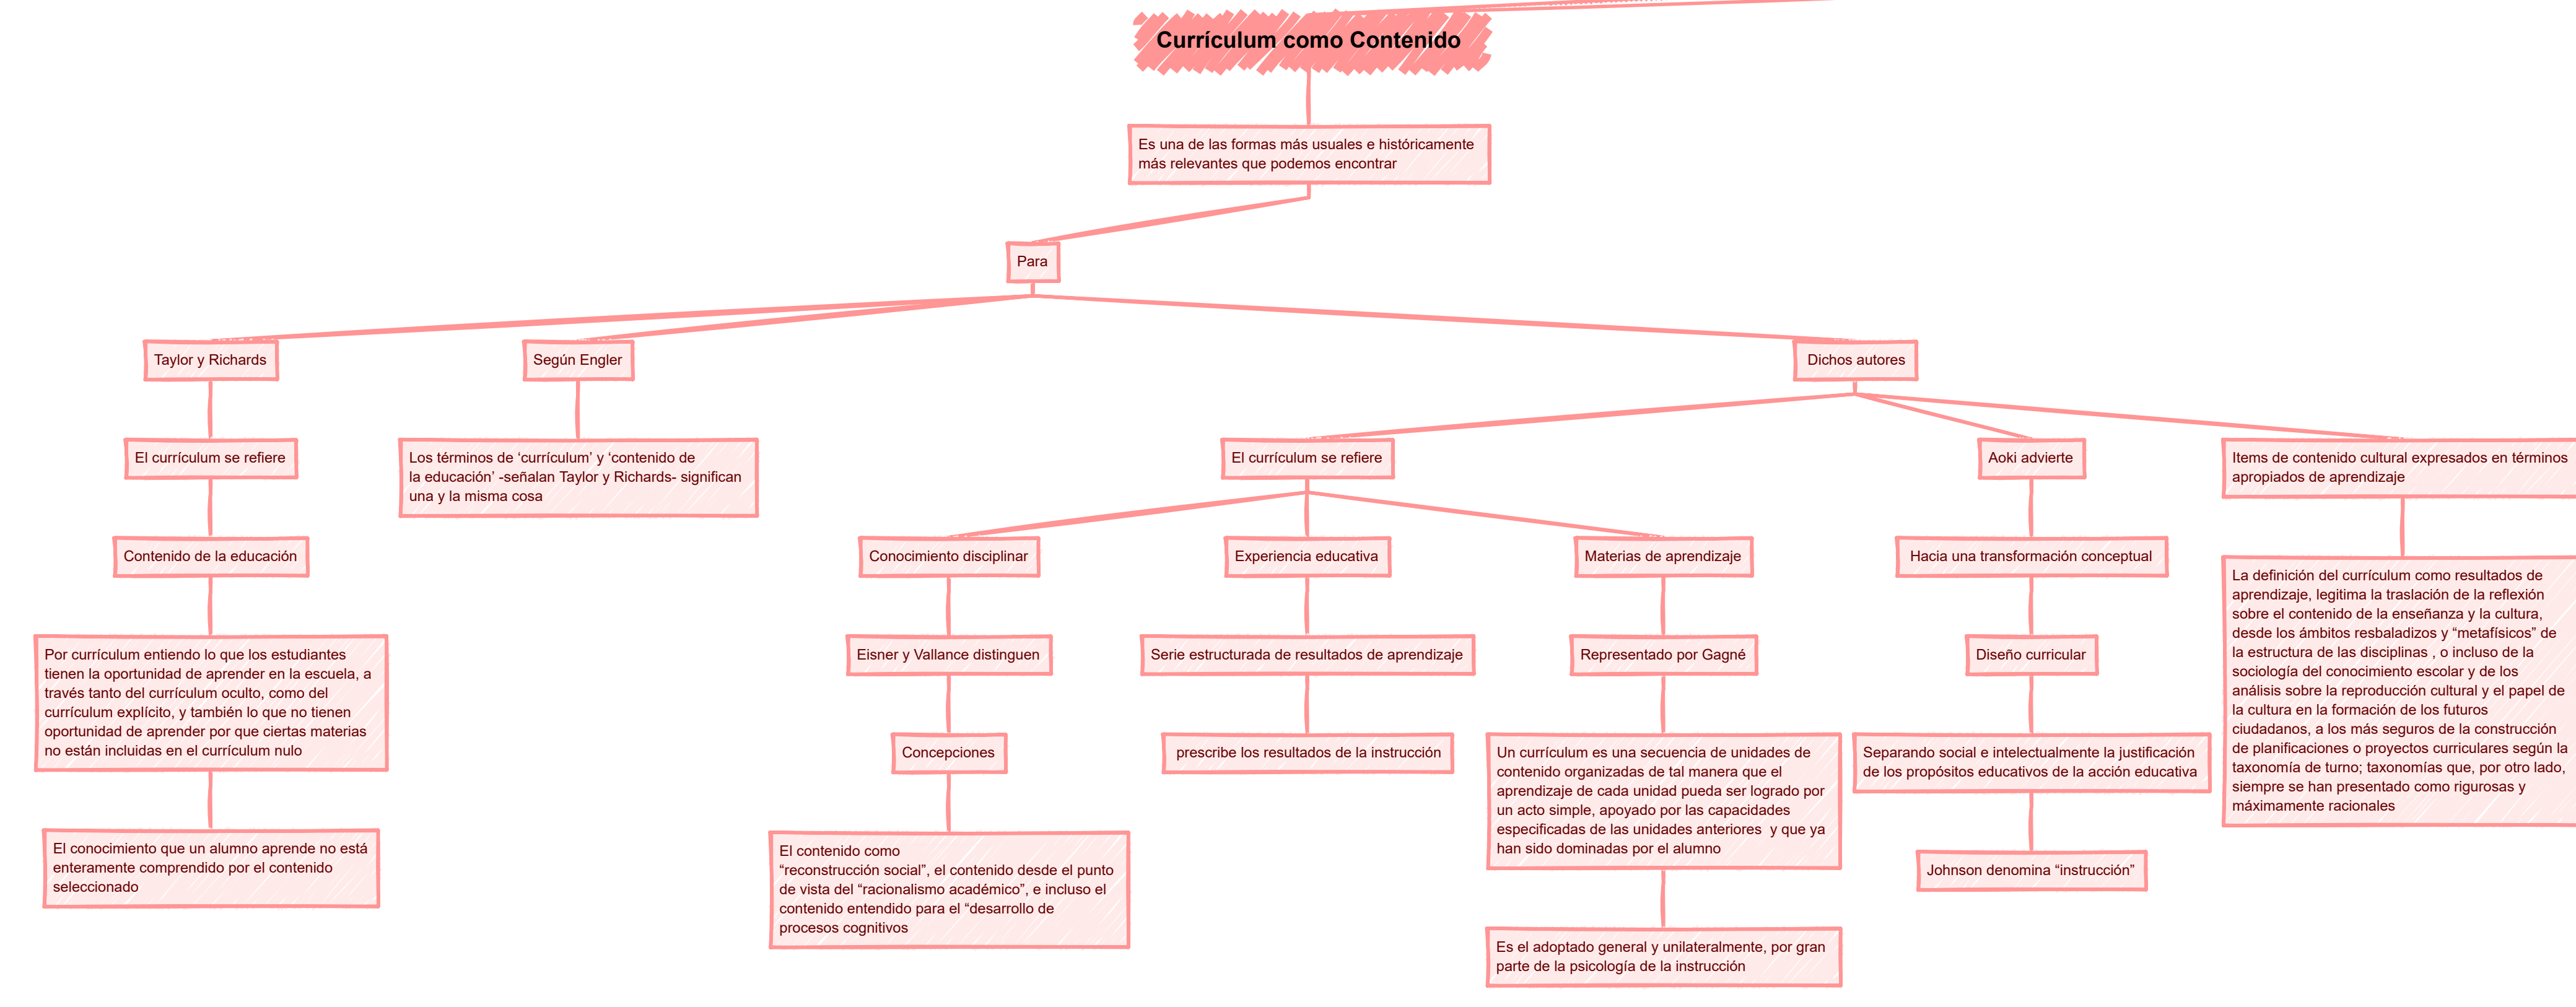 Currículum como Contenido
Es una de las formas más usuales e históricamente
más relevantes que podemos encontrar
Para
Taylor y Richards
Según Engler
Dichos autores
El currículum se refiere
Los términos de ‘currículum’ y ‘contenido de
la educación’ -señalan Taylor y Richards- significan
una y la misma cosa
El currículum se refiere
Aoki advierte
Items de contenido cultural expresados en términos
apropiados de aprendizaje
Contenido de la educación
Conocimiento disciplinar
Experiencia educativa
Materias de aprendizaje
Hacia una transformación conceptual
La definición del currículum como resultados de
aprendizaje, legitima la traslación de la reflexión
sobre el contenido de la enseñanza y la cultura,
desde los ámbitos resbaladizos y “metafísicos” de
la estructura de las disciplinas , o incluso de la
sociología del conocimiento escolar y de los
análisis sobre la reproducción cultural y el papel de
la cultura en la formación de los futuros
ciudadanos, a los más seguros de la construcción
de planificaciones o proyectos curriculares según la
taxonomía de turno; taxonomías que, por otro lado,
siempre se han presentado como rigurosas y
máximamente racionales
Por currículum entiendo lo que los estudiantes
tienen la oportunidad de aprender en la escuela, a
través tanto del currículum oculto, como del
currículum explícito, y también lo que no tienen
oportunidad de aprender por que ciertas materias
no están incluidas en el currículum nulo
Eisner y Vallance distinguen
Serie estructurada de resultados de aprendizaje
Representado por Gagné
Diseño curricular
Concepciones
prescribe los resultados de la instrucción
Un currículum es una secuencia de unidades de
contenido organizadas de tal manera que el
aprendizaje de cada unidad pueda ser logrado por
un acto simple, apoyado por las capacidades
especificadas de las unidades anteriores  y que ya
han sido dominadas por el alumno
Separando social e intelectualmente la justificación
de los propósitos educativos de la acción educativa
El conocimiento que un alumno aprende no está
enteramente comprendido por el contenido
seleccionado
El contenido como
“reconstrucción social”, el contenido desde el punto
de vista del “racionalismo académico”, e incluso el
contenido entendido para el “desarrollo de
procesos cognitivos
Johnson denomina “instrucción”
Es el adoptado general y unilateralmente, por gran
parte de la psicología de la instrucción